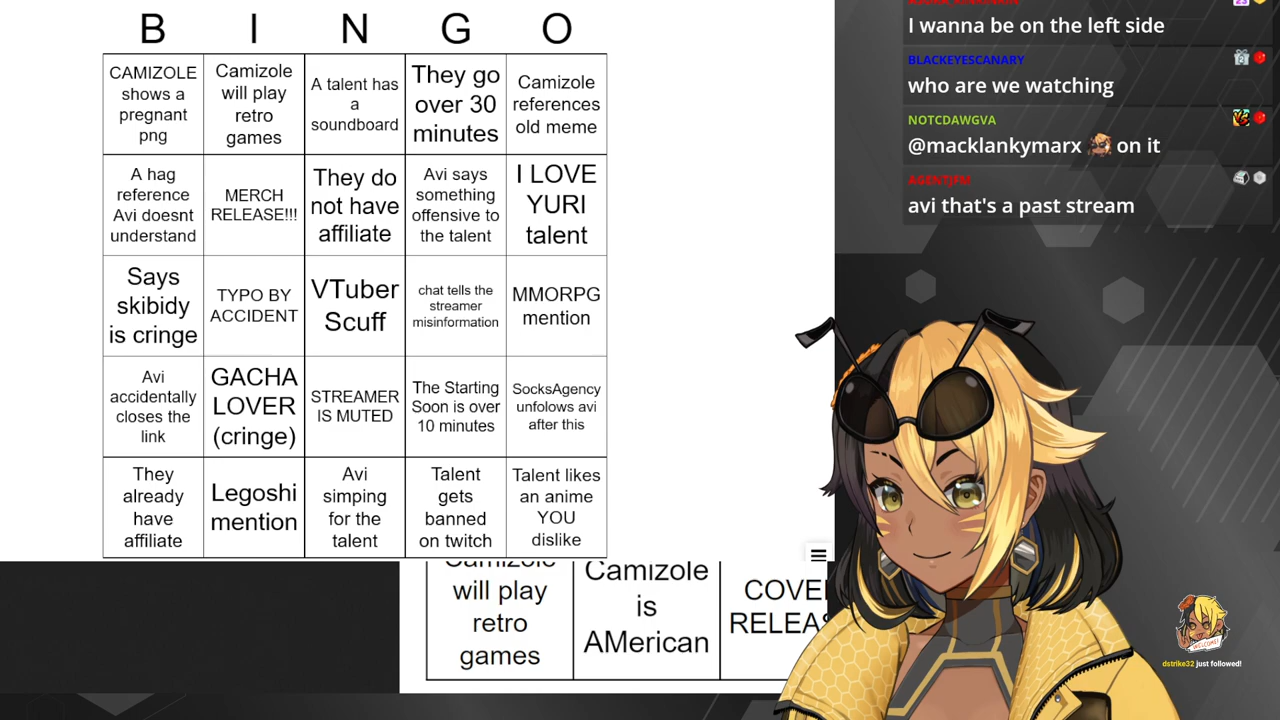 B I N G O
CAMIZOLE
shows a
pregnant
png
Camizole
will play
retro
games
A talent has
a
soundboard
They go
over 30
minutes
Camizole
references
old meme
A hag
reference
Avi doesnt
understand
MERCH
RELEASE!!!
They do
not have
affiliate
Avi says
something
offensive to
the talent
I LOVE
YURI
talent
Says
skibidy
is cringe
TYPO BY
ACCIDENT
VTuber
Scuff
chat tells the
streamer
misinformation
MMORPG
mention
Avi
accidentally
closes the
link
GACHA
LOVER
(cringe)
STREAMER
IS MUTED
The Starting
Soon is over
10 minutes
SocksAgency
unfolows avi
after this
They
already
have
affiliate
Legoshi
mention
Avi
simping
for the
talent
Talent
gets
banned
on twitch
Talent likes
an anime
YOU
dislike
Camizole
will play
retro
games
Camizole
is
AMerican
COVE
RELEAS
I wanna be on the left side
BLACKEYESCANARY
who are we watching
NOTCDAWGVA
@macklankymarx on it
AGENTJFM
avi that's a past stream
WELCOME!
dstrike32 just followed!